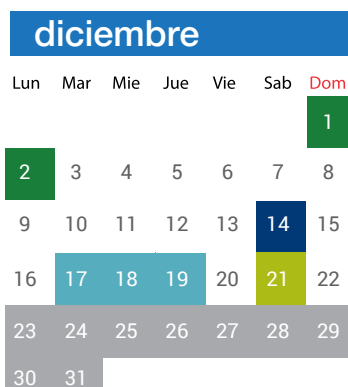 diciembre
Lun Mar Mie Jue Vie Sab Dom
1
2 3 4 5 6 7 8
9 10 11 12 13 14 15
16 17 18 19 20 21 22
23 24 25 26 27 28 29
30 31